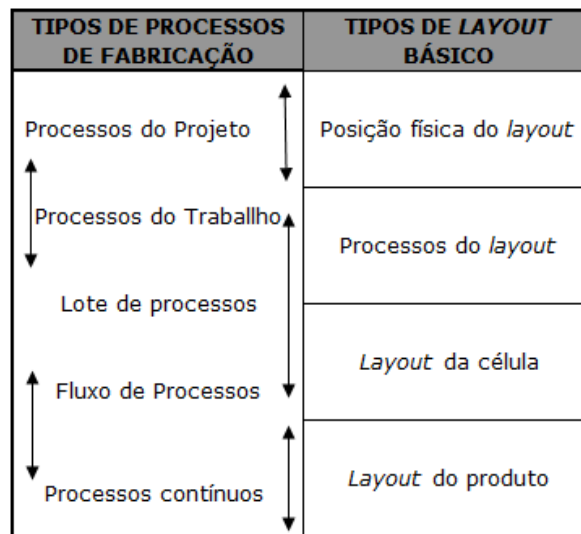 TIPOS DE PROCESSOS
DE FABRICAÇÃO
TIPOS DE LAYOUT
BÁSICO
Processos do Projeto
Posição física do layout
Processos do Traballho
Processos do layout
Lote de processos
Layout da célula
Fluxo de Processos
Layout do produto
Processos contínuos